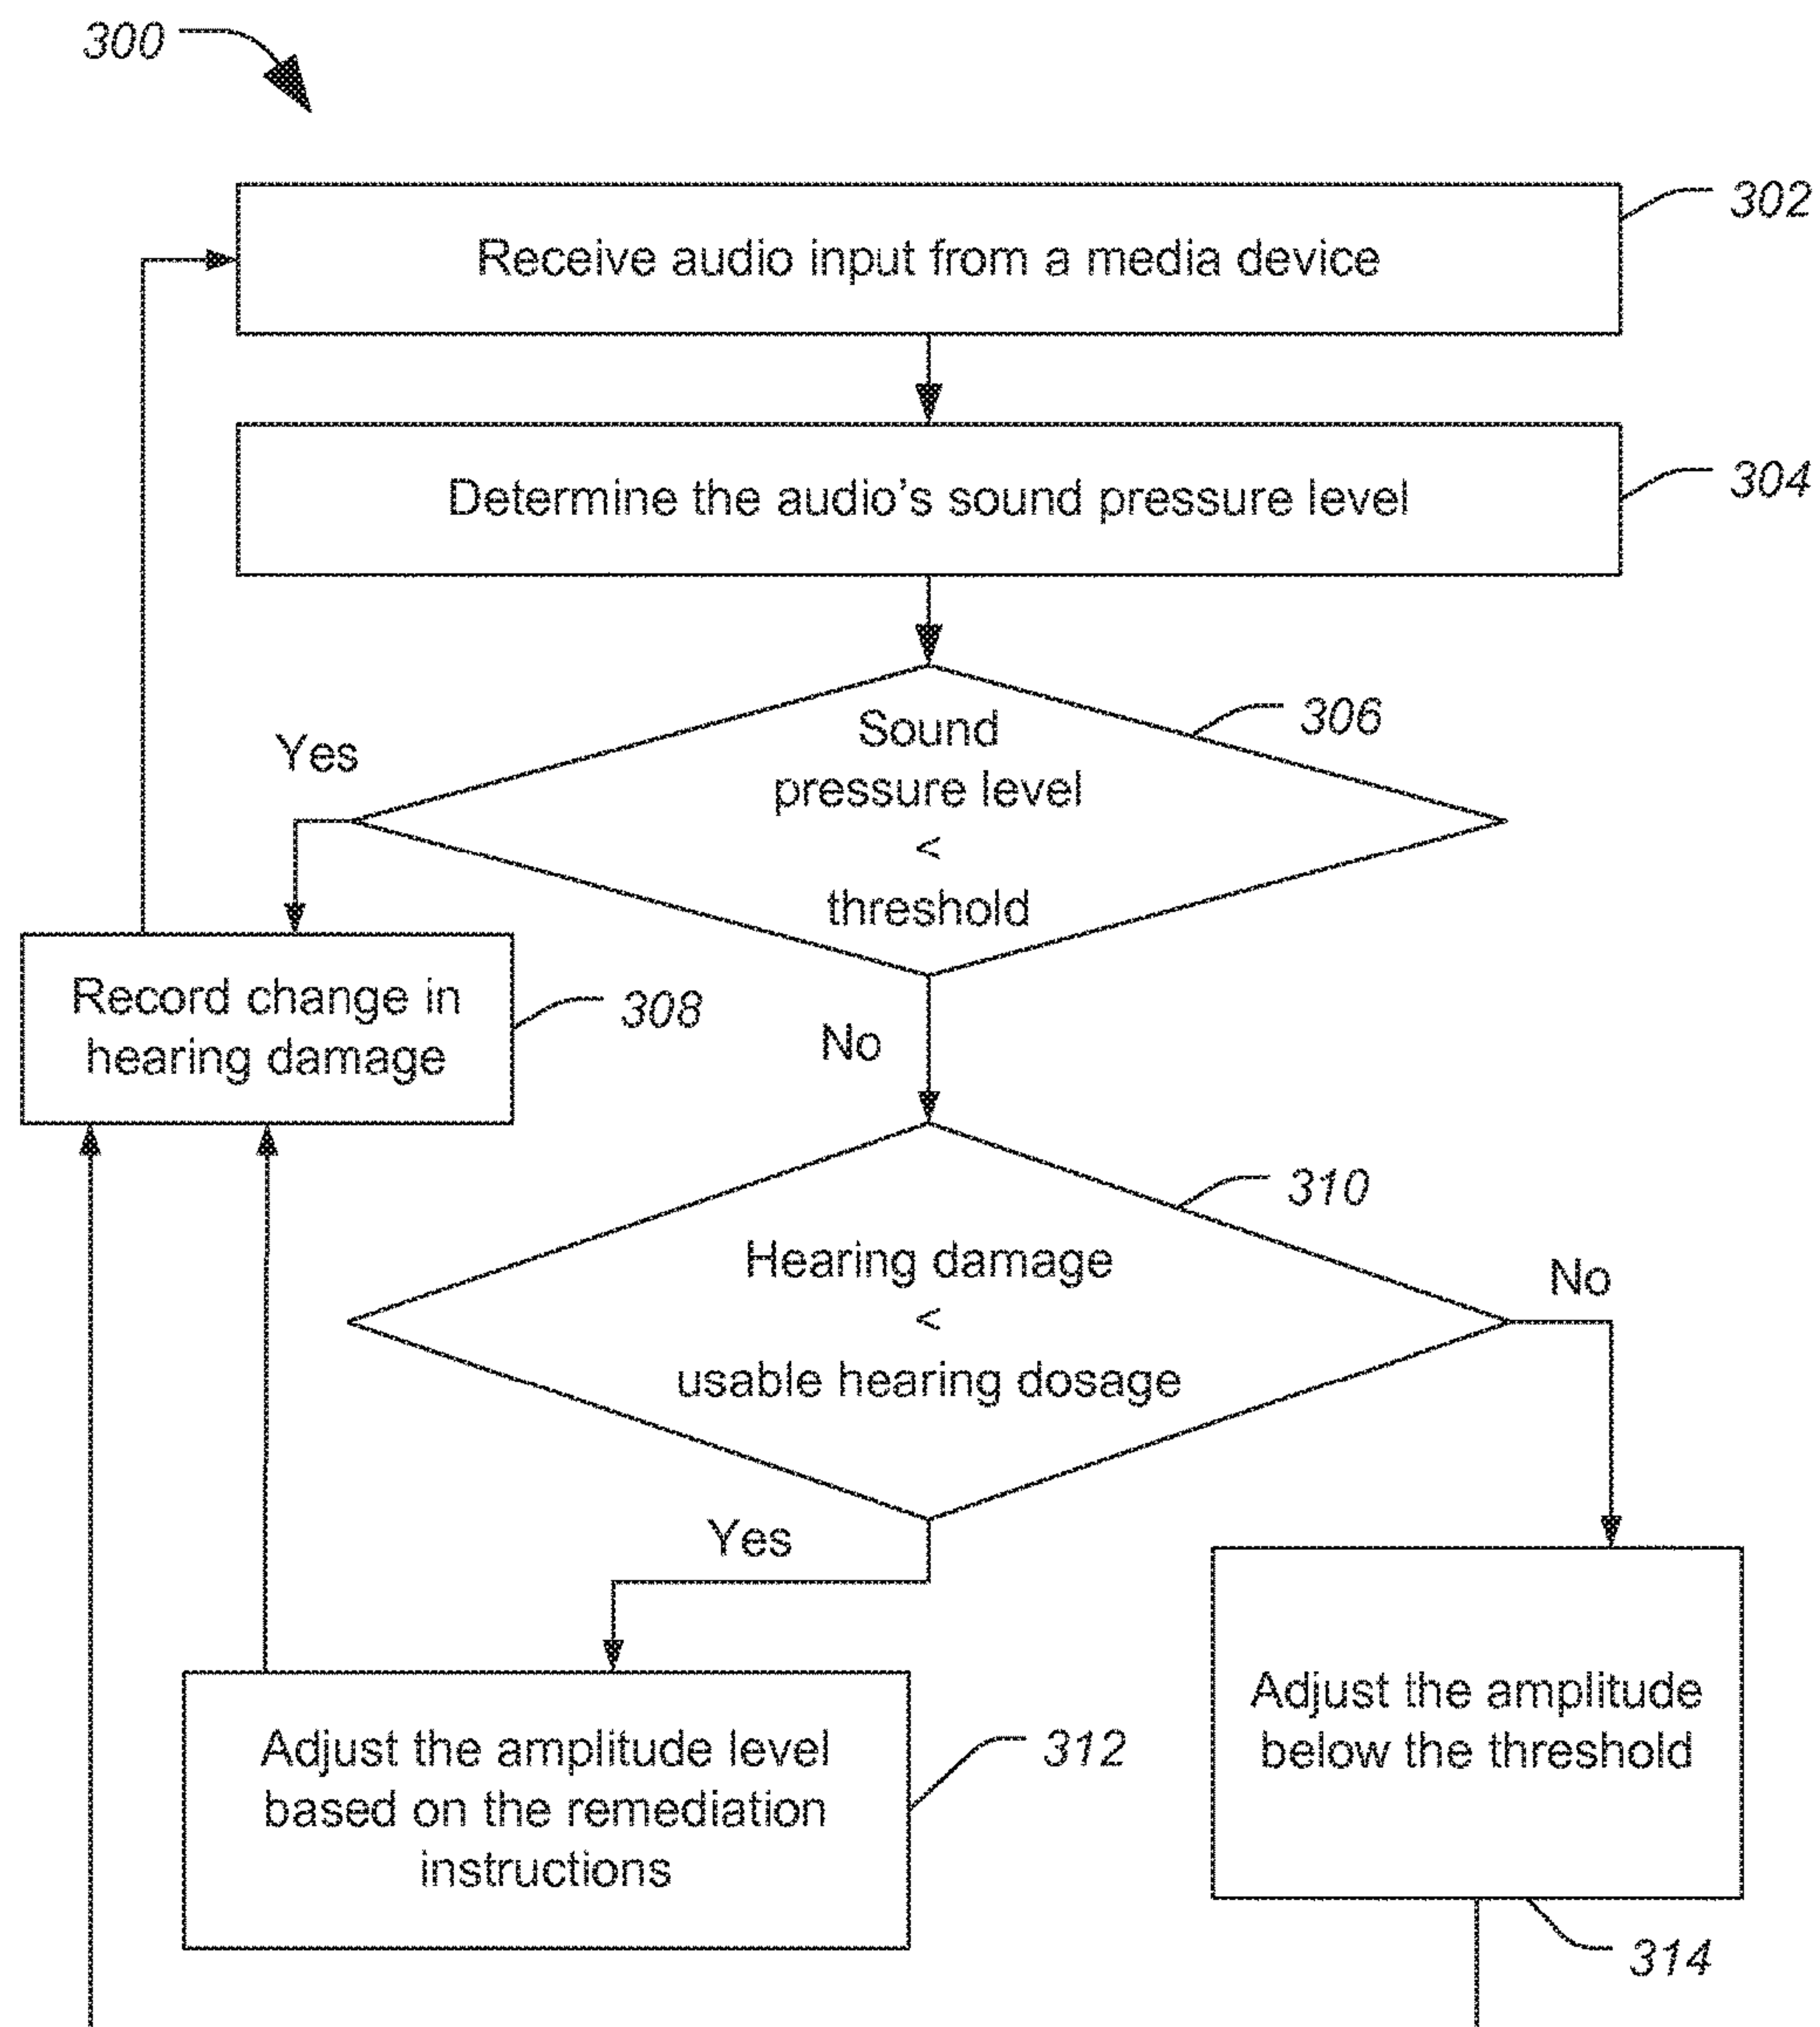 300
302
Receive audio input from a media device
304
Determine the audio's sound pressure level
306
Sound
pressure level
<
threshold
Yes
Record change in
hearing damage
308
No
310
Hearing damage
<
usable hearing dosage
No
Yes
Adjust the amplitude level
based on the remediation
instructions
312
Adjust the amplitude
below the threshold
314